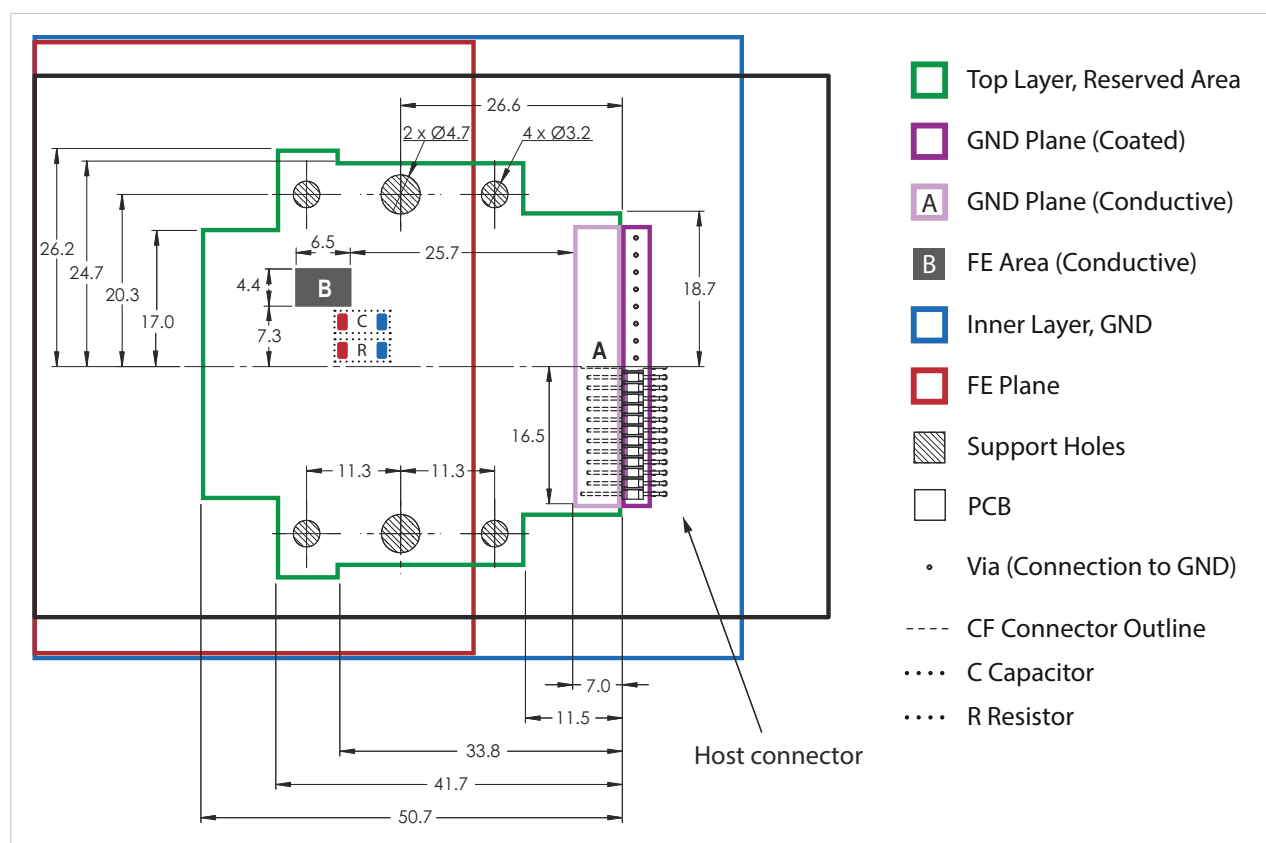 26.6
2 x Ø4.7
4 x Ø3.2
26.2
24.7
20.3
17.0
6.5
25.7
4.4
B
7.3
C
R
A
18.7
16.5
11.3
11.3
7.0
11.5
33.8
41.7
50.7
Host connector
Top Layer, Reserved Area
GND Plane (Coated)
A GND Plane (Conductive)
B FE Area (Conductive)
Inner Layer, GND
FE Plane
Support Holes
PCB
Via (Connection to GND)
CF Connector Outline
C Capacitor
R Resistor